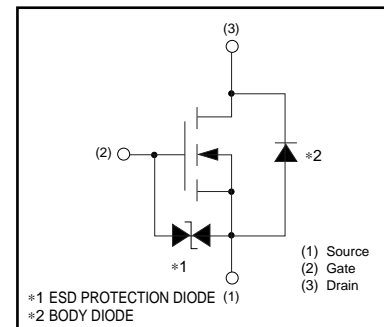 (3)
(2)
∗2
∗1
(1) Source
(2) Gate
(3) Drain
∗1 ESD PROTECTION DIODE (1)
∗2 BODY DIODE